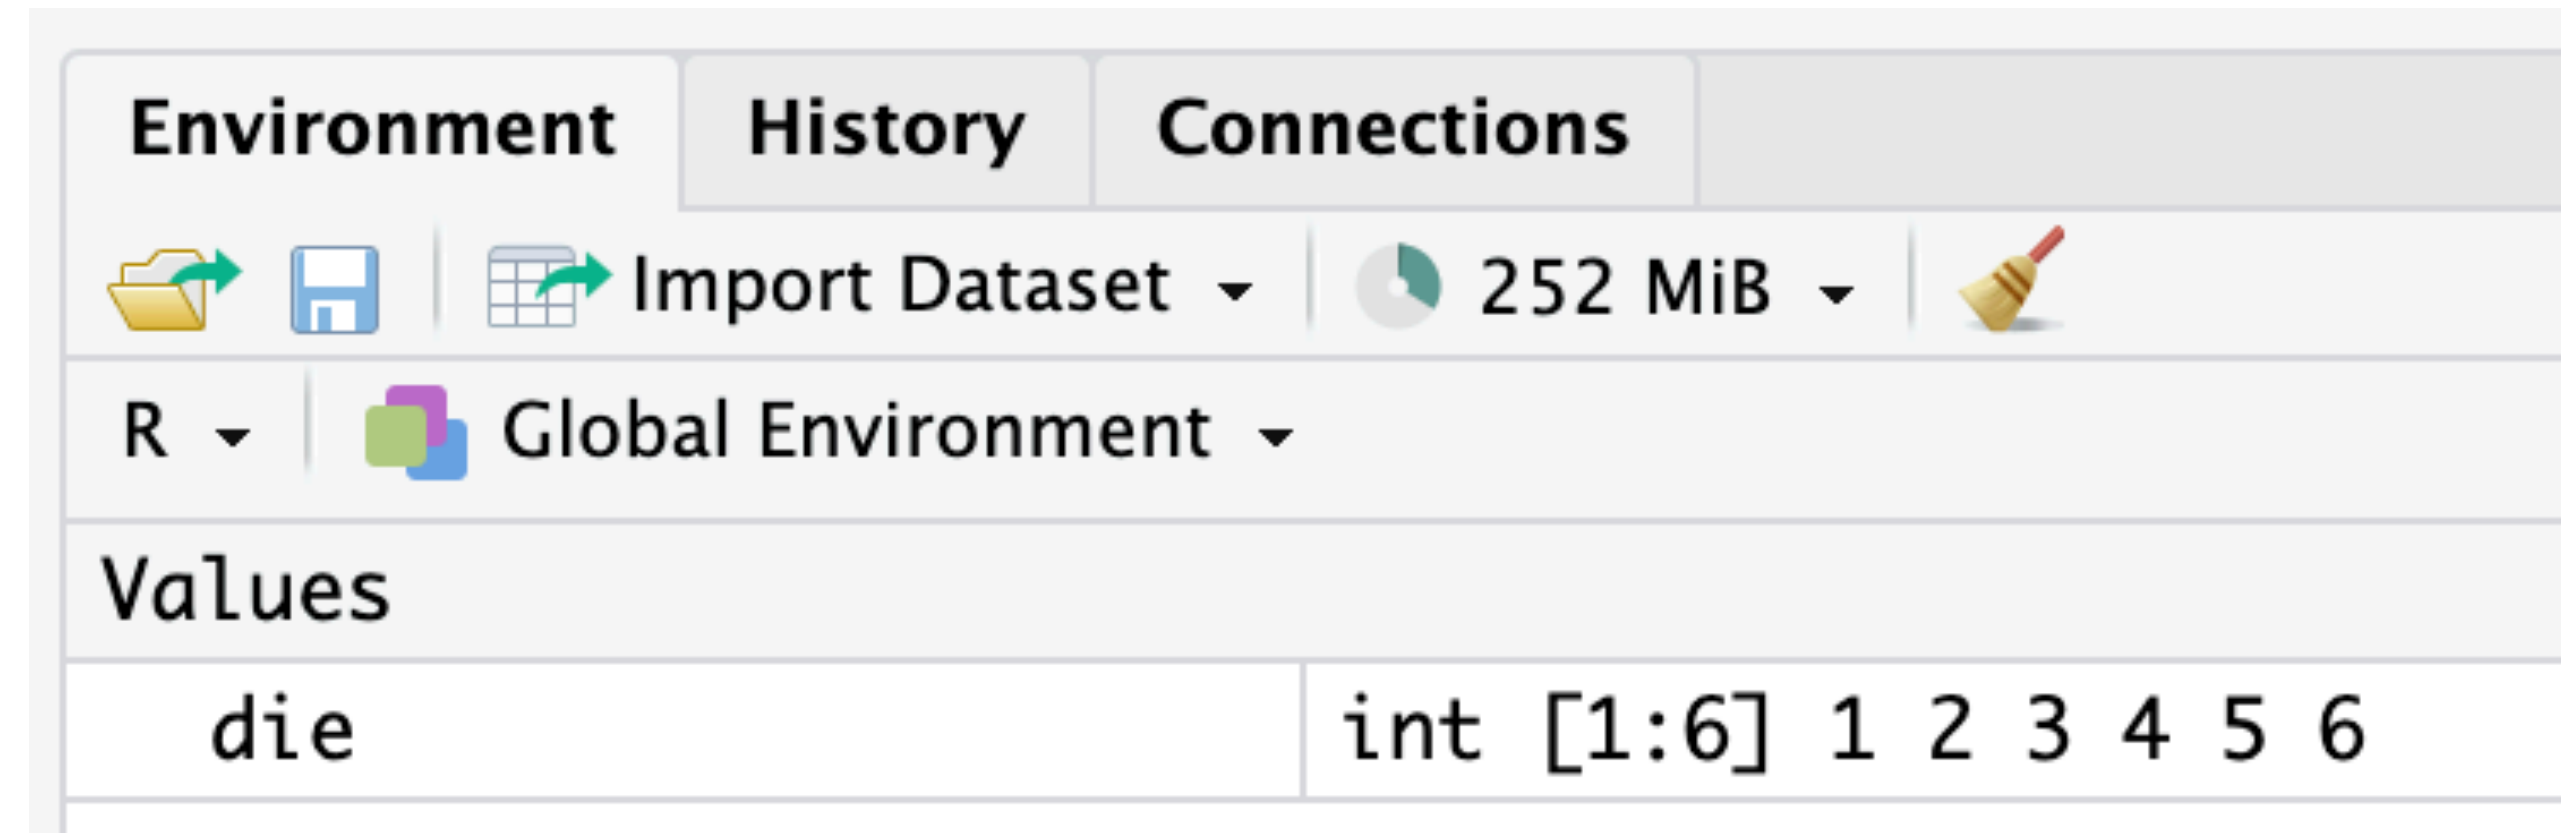 Environment History Connections
Import Dataset 252 MiB
R Global Environment
Values
die int [1:6] 1 2 3 4 5 6